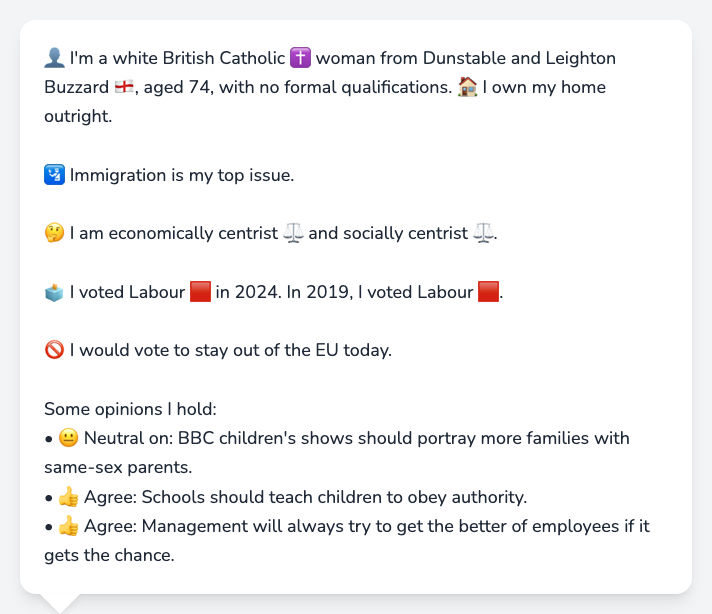 👤 I'm a white British Catholic ✝️ woman from Dunstable and Leighton
Buzzard 🏴󠁧󠁢󠁥󠁮󠁧󠁿, aged 74, with no formal qualifications. 🏠 I own my home
outright.
🛂 Immigration is my top issue.
🤔 I am economically centrist ⚖️ and socially centrist ⚖️.
🗳️ I voted Labour 🟥 in 2024. In 2019, I voted Labour 🟥.
🚫 I would vote to stay out of the EU today.
Some opinions I hold:
• 😐 Neutral on: BBC children's shows should portray more families with
same-sex parents.
• 👍 Agree: Schools should teach children to obey authority.
• 👍 Agree: Management will always try to get the better of employees if it
gets the chance.